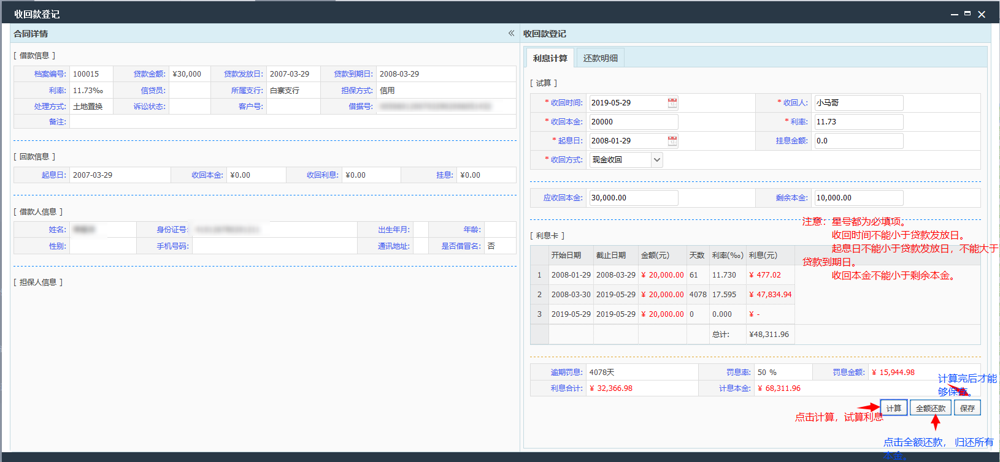 收回款登记
合同详情
[ 借款信息 ]
档案编号: 100015 贷款金额: ¥30,000 贷款发放日: 2007-03-29 贷款到期日: 2008-03-29
利率: 11.73‰ 信贷员: 所属支行: 白寨支行 担保方式: 信用
处理方式: 土地置换 诉讼状态: 客户号: 借据号:
备注:
[ 回款信息 ]
起息日: 2007-03-29 收回本金: ¥0.00 收回利息: ¥0.00 挂息: ¥0.00
[ 借款人信息 ]
姓名: 身份证号: 出生年月: 年龄:
性别: 手机号码: 通讯地址: 是否借冒名: 否
[ 担保人信息 ]
收回款登记
利息计算 还款明细
[ 试算 ]
* 收回时间: 2019-05-29 * 收回人: 小马哥
* 收回本金: 20000 * 利率: 11.73
* 起息日: 2008-01-29 挂息金额: 0.0
* 收回方式: 现金收回
应收回本金: 30,000.00 剩余本金: 10,000.00
注意: 星号都为必填项。
收回时间不能小于贷款发放日。
起息日不能小于贷款发放日，不能大于
贷款到期日。
收回本金不能小于剩余本金。
[ 利息卡 ]
开始日期 截止日期 金额(元) 天数 利率(‰) 利息(元)
1 2008-01-29 2008-03-29 ¥ 20,000.00 61 11.730 ¥ 477.02
2 2008-03-30 2019-05-29 ¥ 20,000.00 4078 17.595 ¥ 47,834.94
3 2019-05-29 2019-05-29 ¥ 20,000.00 0 0.000 ¥ -
总计: ¥48,311.96
逾期罚息: 4078天 罚息率: 50 % 罚息金额: ¥ 15,944.98
利息合计: ¥ 32,366.98 计息本金: ¥ 68,311.96
计算完后才能
够保存。
计算 全额还款 保存
点击计算，试算利息
点击全额还款， 归还所有
本金。